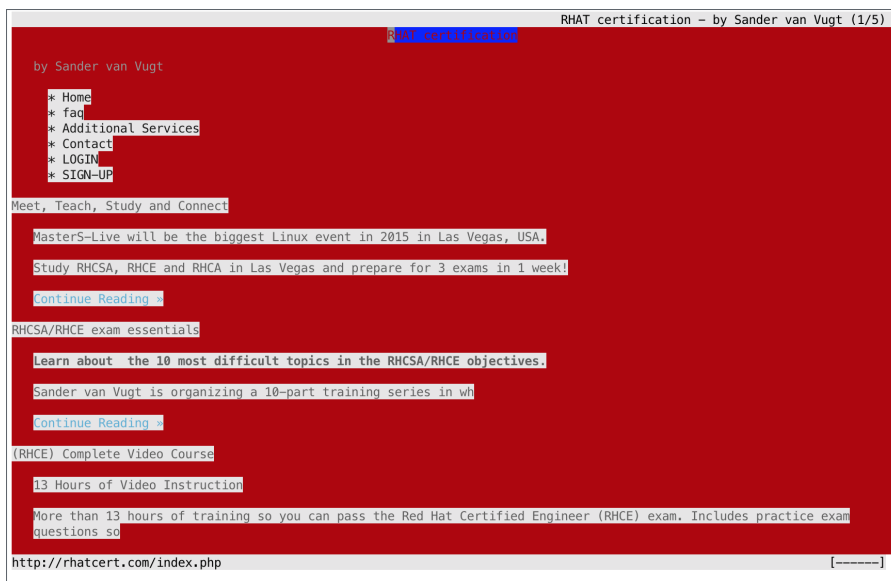 RHAT certification – by Sander van Vugt (1/5)
RHAT certification
by Sander van Vugt
* Home
* faq
* Additional Services
* Contact
* LOGIN
* SIGN–UP
Meet, Teach, Study and Connect
MasterS–Live will be the biggest Linux event in 2015 in Las Vegas, USA.
Study RHCSA, RHCE and RHCA in Las Vegas and prepare for 3 exams in 1 week!
Continue Reading »
RHCSA/RHCE exam essentials
Learn about  the 10 most difficult topics in the RHCSA/RHCE objectives.
Sander van Vugt is organizing a 10–part training series in wh
Continue Reading »
(RHCE) Complete Video Course
13 Hours of Video Instruction
More than 13 hours of training so you can pass the Red Hat Certified Engineer (RHCE) exam. Includes practice exam
questions so
http://rhatcert.com/index.php [––––––]